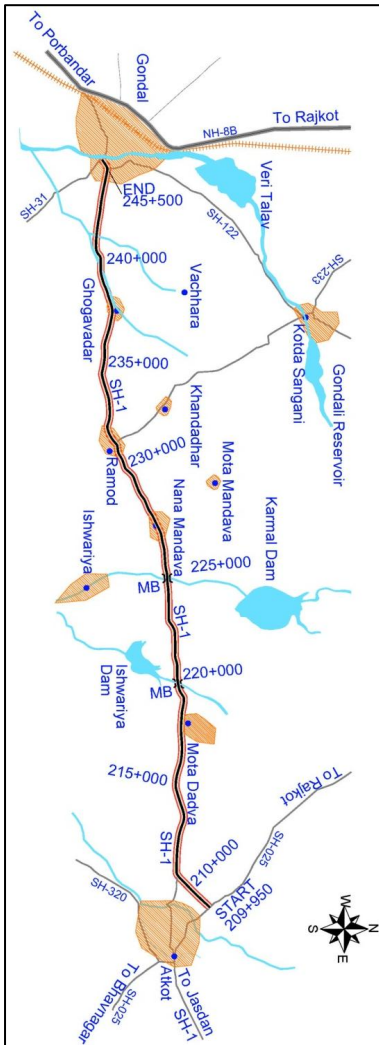 To Porbandar
Gondal
NH-8B
To Rajkot
Veri Talav
SH-31
END
245+500
SH-122
SH-233
240+000
Vachhara
Ghogavadar
Kotda Sangani
Gondali Reservoir
235+000
SH-1
Khandadhar
230+000
Ramod
Mota Mandava
Nana Mandava
Karmal Dam
Ishwariya
MB
225+000
SH-1
Ishwariya
Dam
MB
220+000
Mota Dadva
215+000
SH-1
210+000
To Rajkot
SH-025
START
209+950
SH-320
Atkot
To Jasdan
SH-1
To Bhavnagar
SH-025
N
W
E
S